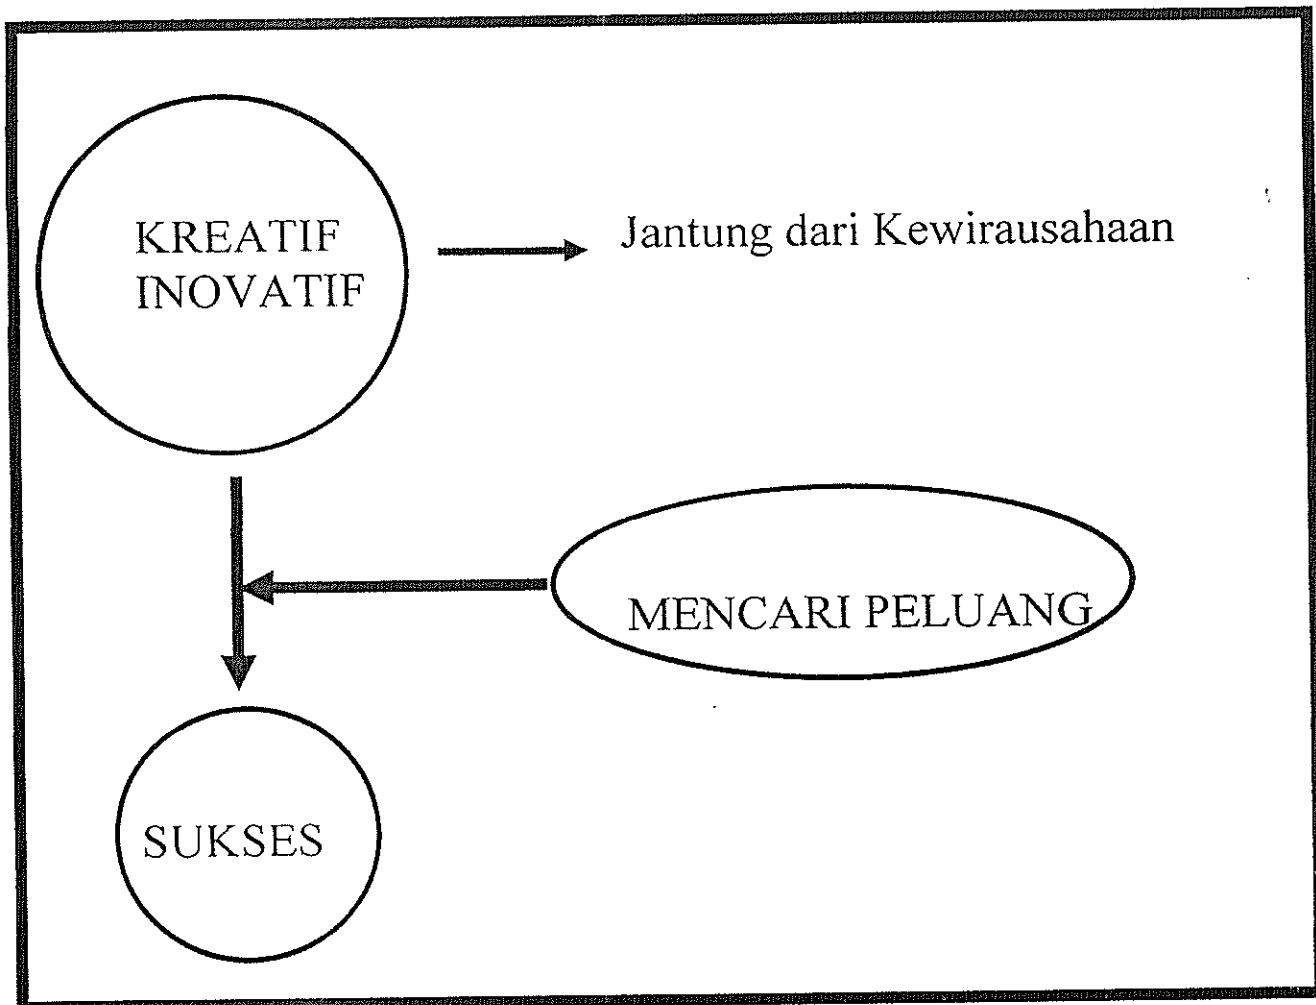 KREATIF
INOVATIF
Jantung dari Kewirausahaan
MENCARI PELUANG
SUKSES